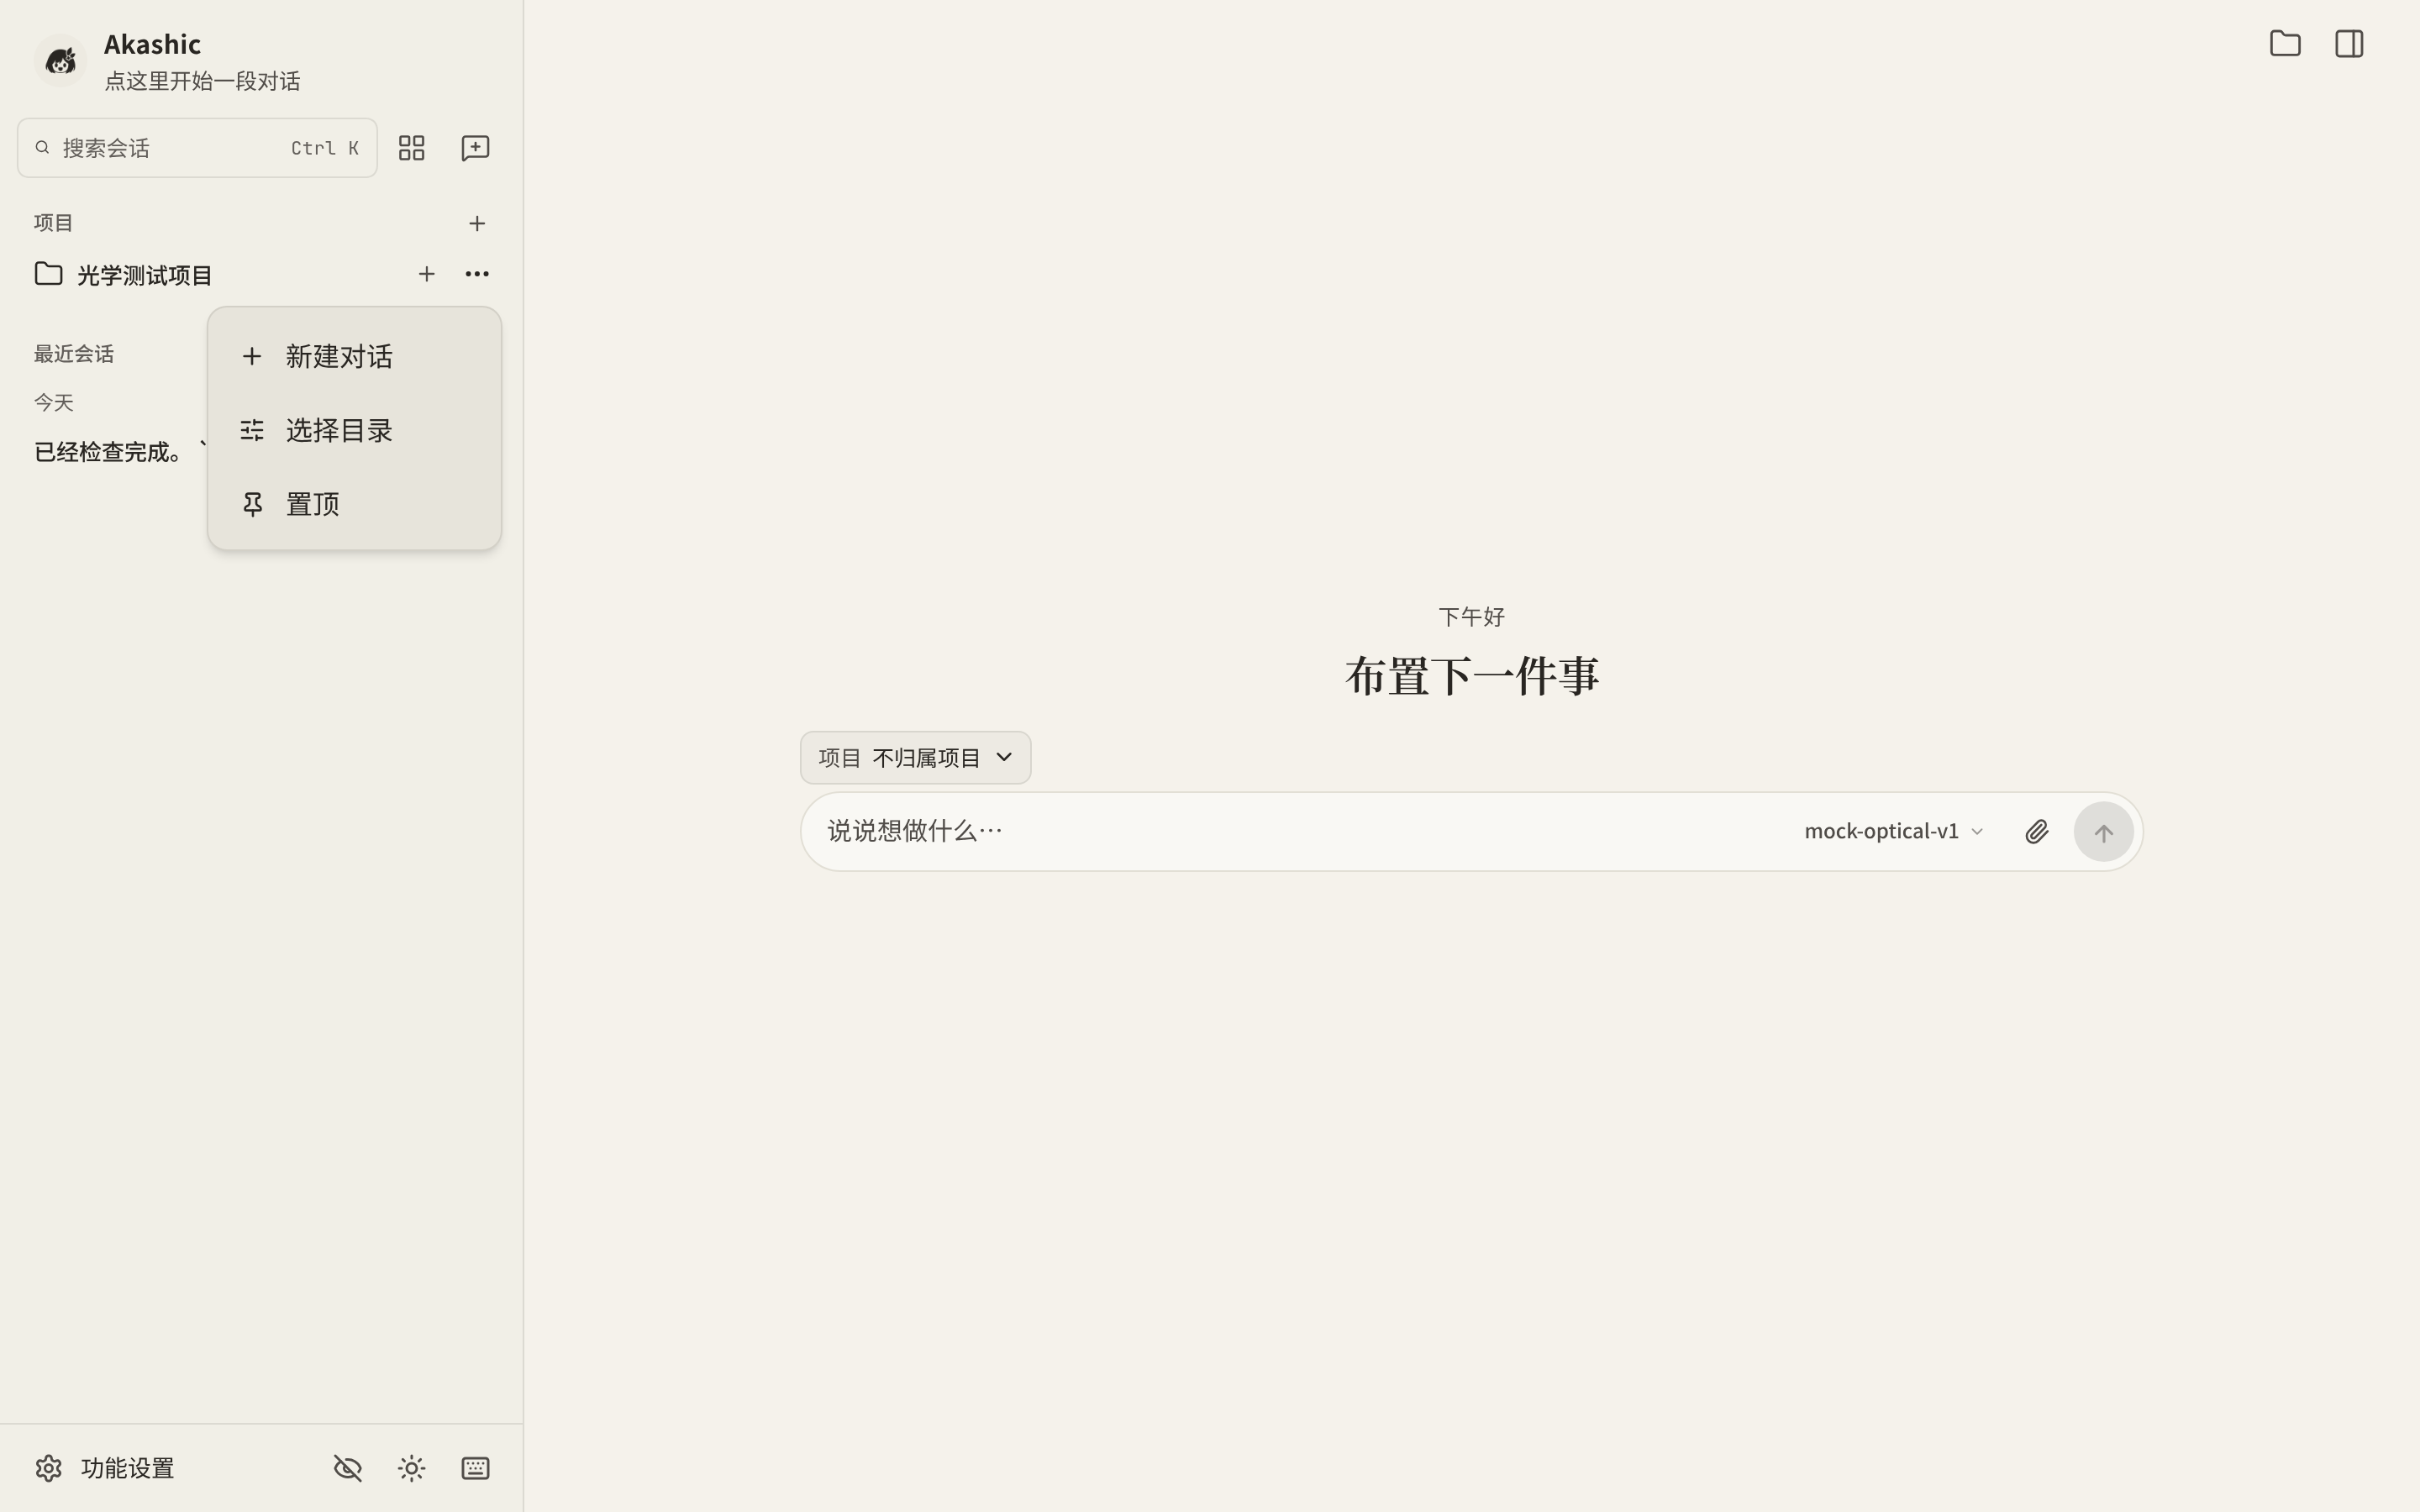 Akashic
点这里开始一段对话
搜索会话 Ctrl K
项目
光学测试项目
新建对话
最近会话
选择目录
今天
已经检查完成。 `
置顶
下午好
布置下一件事
项目 不归属项目
说说想做什么… mock-optical-v1
功能设置